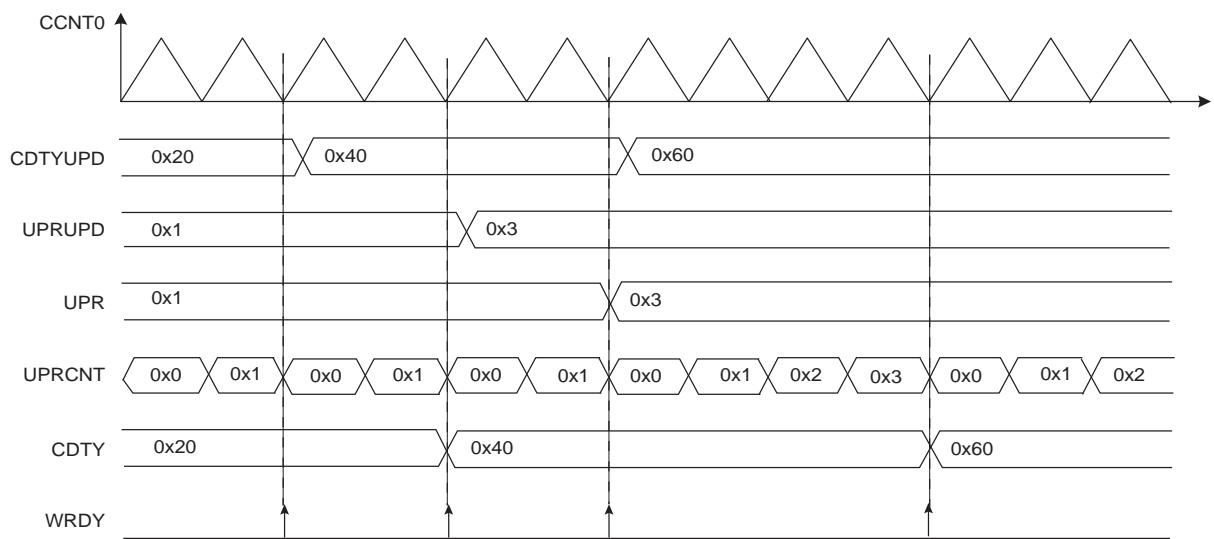 CCNT0
CDTYUPD 0x20 0x40 0x60
UPRUPD 0x1 0x3
UPR 0x1 0x3
UPRCNT 0x0 0x1 0x0 0x1 0x0 0x1 0x0 0x1 0x2 0x3 0x0 0x1 0x2
CDTY 0x20 0x40 0x60
WRDY